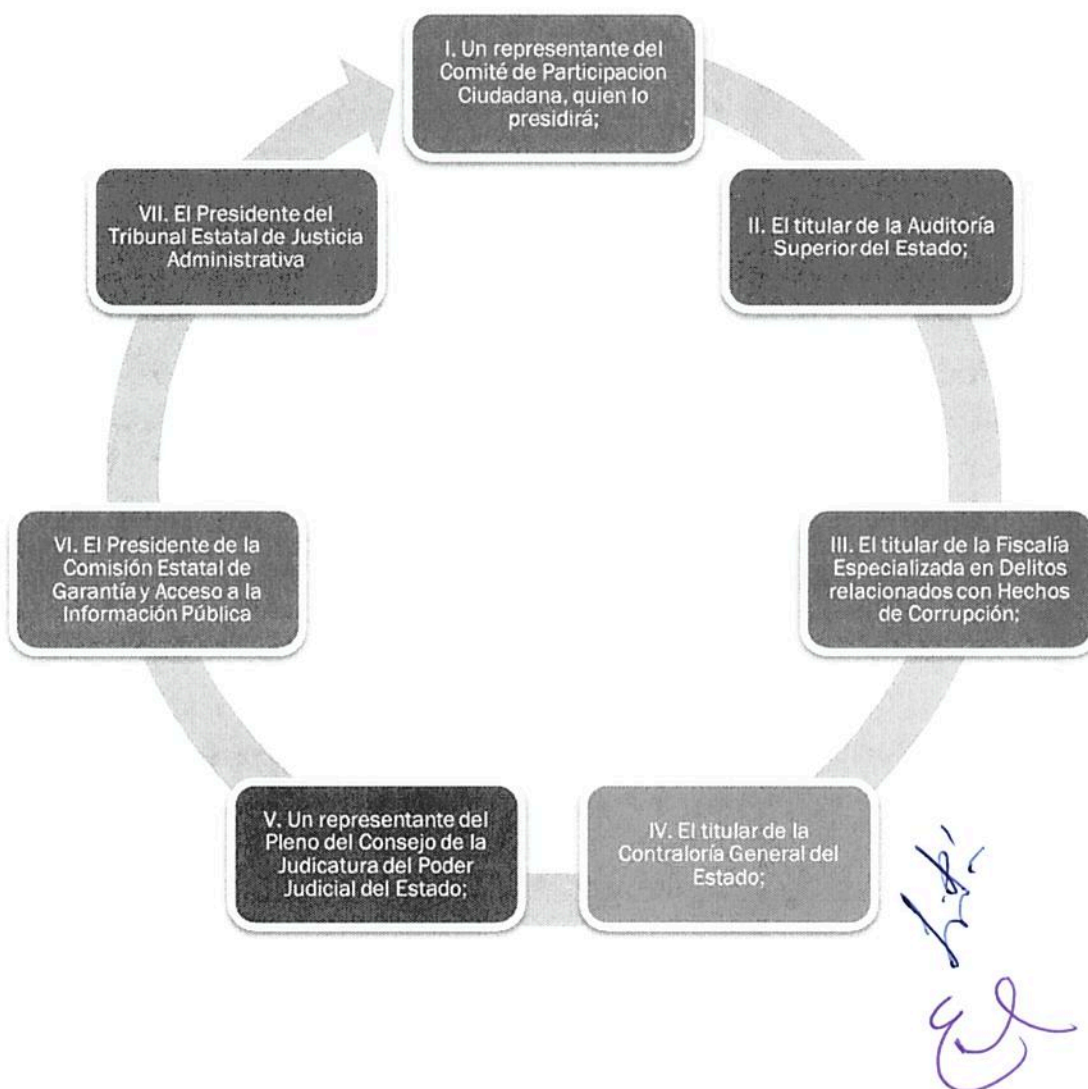 I. Un representante del
Comité de Participacion
Ciudadana, quien lo
presidirá;
II. El titular de la Auditoría
Superior del Estado;
III. El titular de la Fiscalía
Especializada en Delitos
relacionados con Hechos
de Corrupción;
IV. El titular de la
Contraloría General del
Estado;
V. Un representante del
Pleno del Consejo de la
Judicatura del Poder
Judicial del Estado;
VI. El Presidente de la
Comisión Estatal de
Garantía y Acceso a la
Información Pública
VII. El Presidente del
Tribunal Estatal de Justicia
Administrativa